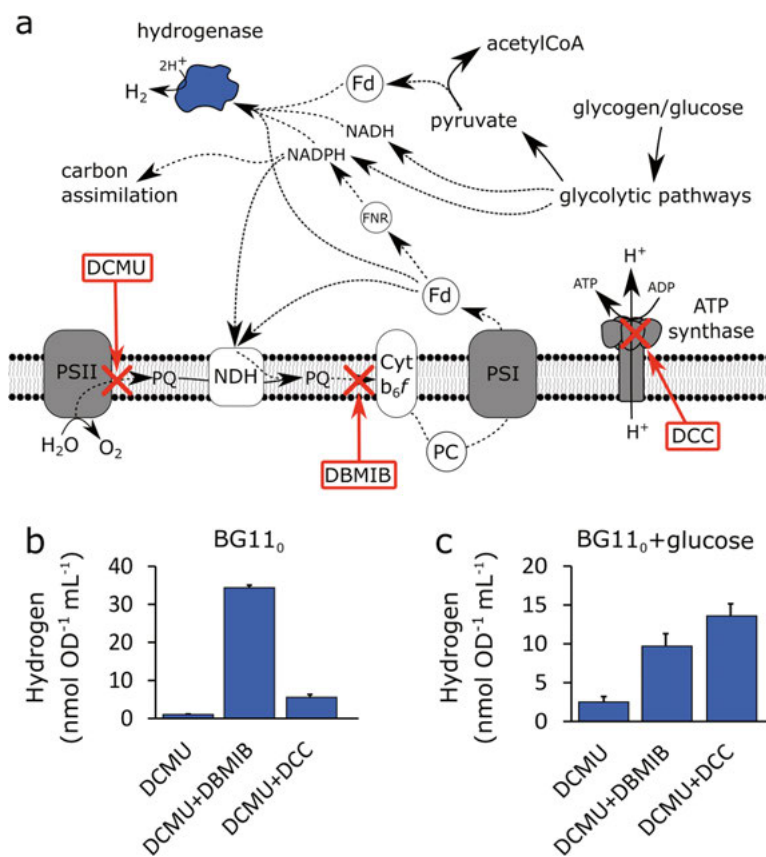 a
hydrogenase
2H⁺
H₂
Fd
acetylCoA
pyruvate
glycogen/glucose
NADH
NADPH
carbon
assimilation
glycolytic pathways
FNR
DCMU
Fd
H⁺
ATP
ADP
ATP
synthase
PSII
PQ
NDH
PQ
Cyt
b₆f
PSI
H₂O
O₂
DBMIB
PC
H⁺
DCC
b
BG11₀
Hydrogen
(nmol OD⁻¹ mL⁻¹)
40
30
20
10
0
DCMU
DCMU+DBMIB
DCMU+DCC
c
BG11₀+glucose
Hydrogen
(nmol OD⁻¹ mL⁻¹)
20
15
10
5
0
DCMU
DCMU+DBMIB
DCMU+DCC